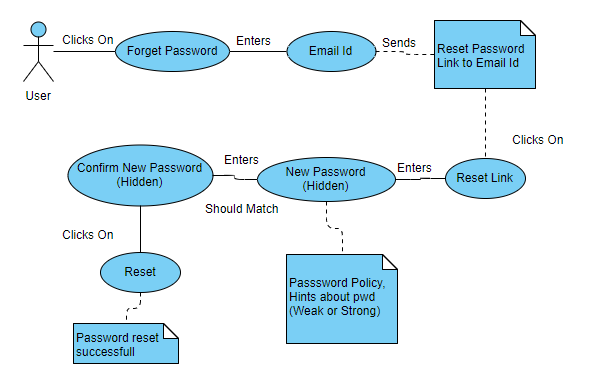 Clicks On
Forget Password
Enters
Email Id
Sends
Reset Password
Link to Email Id
User
Clicks On
Confirm New Password
(Hidden)
Enters
Should Match
New Password
(Hidden)
Enters
Reset Link
Clicks On
Reset
Passsword Policy,
Hints about pwd
(Weak or Strong)
Password reset
successfull